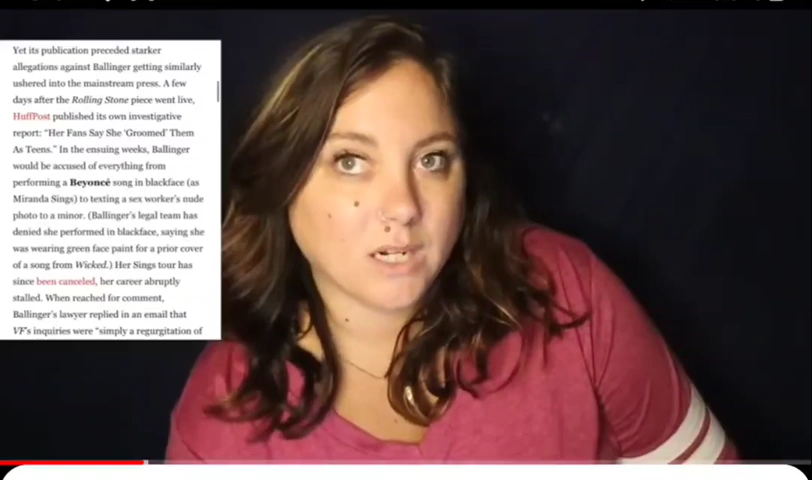 Yet its publication preceded starker
allegations against Ballinger getting similarly
ushered into the mainstream press. A few
days after the Rolling Stone piece went live,
HuffPost published its own investigative
report: “Her Fans Say She ‘Groomed’ Them
As Teens.” In the ensuing weeks, Ballinger
would be accused of everything from
performing a Beyoncé song in blackface (as
Miranda Sings) to texting a sex worker’s nude
photo to a minor. (Ballinger’s legal team has
denied she performed in blackface, saying she
was wearing green face paint for a prior cover
of a song from Wicked.) Her Sings tour has
since been canceled, her career abruptly
stalled. When reached for comment,
Ballinger’s lawyer replied in an email that
VF’s inquiries were “simply a regurgitation of